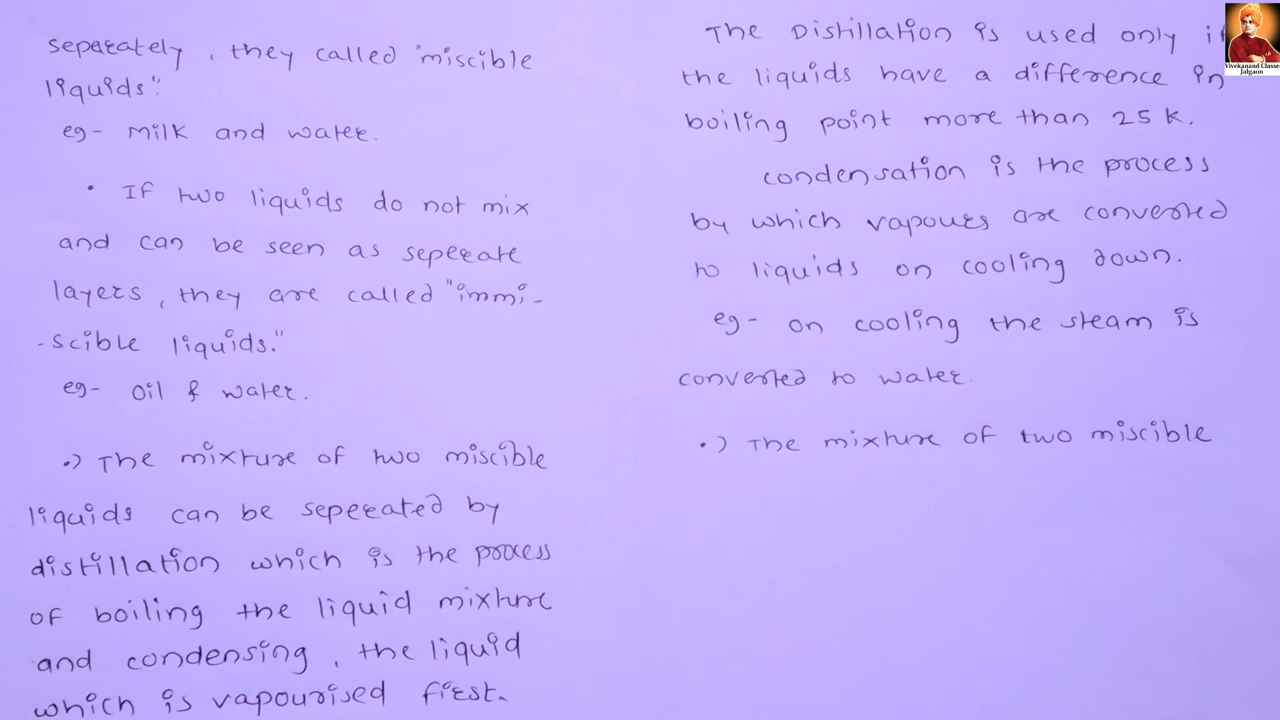 seperately, they called "miscible
liquids".
eg- milk and water.
• If two liquids do not mix
and can be seen as seperate
layers, they are called "immi-
-scible liquids."
eg- oil & water.
•) The mixture of two miscible
liquids can be seperated by
distillation which is the process
of boiling the liquid mixture
and condensing, the liquid
which is vapourised first.
The Distillation is used only if
the liquids have a difference in
boiling point more than 25 K.
condensation is the process
by which vapours are converted
to liquids on cooling down.
eg- on cooling the steam is
converted to water.
•) The mixture of two miscible
Vivekanand Classes
Jalgaon